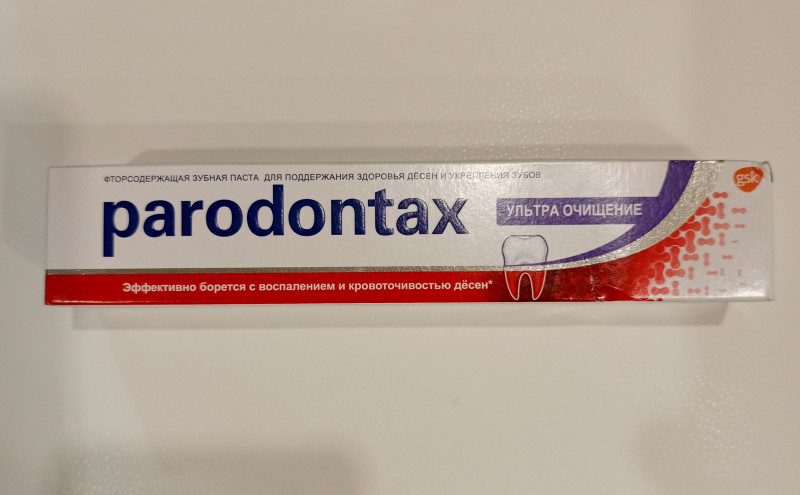 ФТОРСОДЕРЖАЩАЯ ЗУБНАЯ ПАСТА ДЛЯ ПОДДЕРЖАНИЯ ЗДОРОВЬЯ ДЁСЕН И УКРЕПЛЕНИЯ ЗУБОВ
gsk
parodontax
УЛЬТРА ОЧИЩЕНИЕ
Эффективно борется с воспалением и кровоточивостью дёсен*